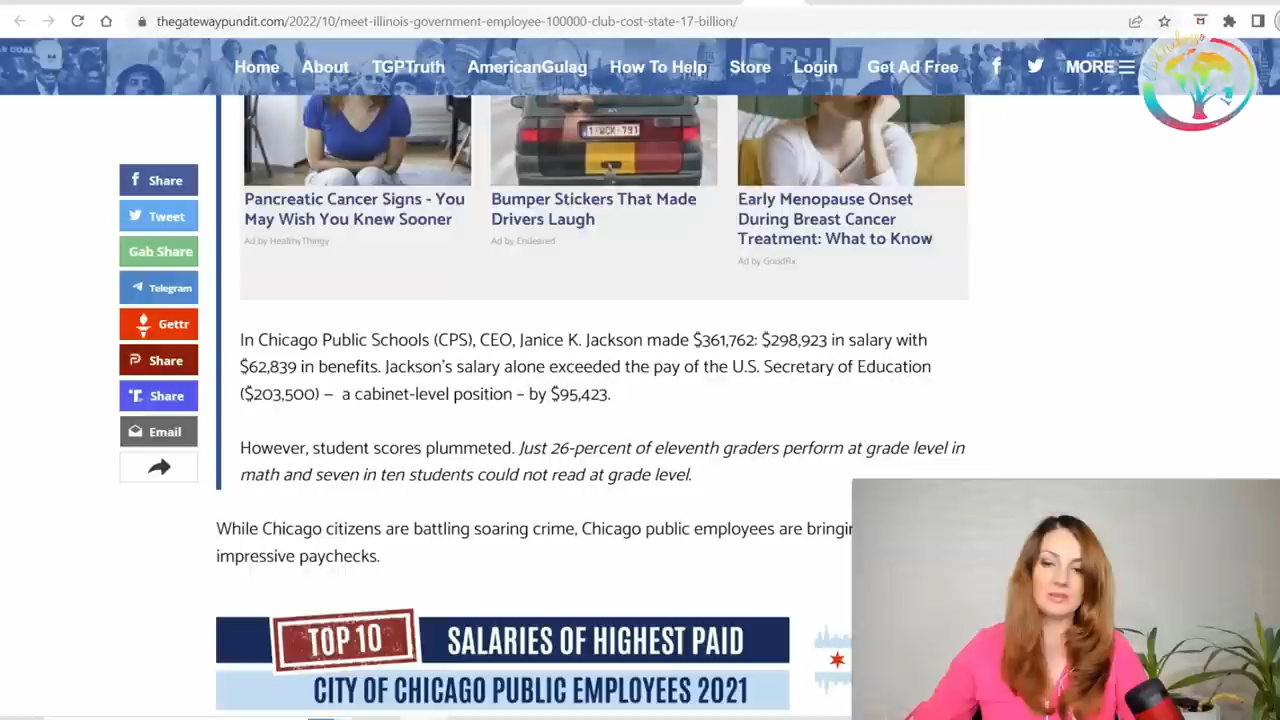 thegatewaypundit.com/2022/10/meet-illinois-government-employee-100000-club-cost-state-17-billion/
Home About TGPTruth AmericanGulag How To Help Store Login Get Ad Free MORE
1-WCK-791
Pancreatic Cancer Signs - You
May Wish You Knew Sooner
Ad by HealthyThingy
Bumper Stickers That Made
Drivers Laugh
Ad by Endeared
Early Menopause Onset
During Breast Cancer
Treatment: What to Know
Ad by GoodRx
Share
Tweet
Gab Share
Telegram
Gettr
Share
Share
Email
In Chicago Public Schools (CPS), CEO, Janice K. Jackson made $361,762: $298,923 in salary with
$62,839 in benefits. Jackson's salary alone exceeded the pay of the U.S. Secretary of Education
($203,500) – a cabinet-level position – by $95,423.
However, student scores plummeted. Just 26-percent of eleventh graders perform at grade level in
math and seven in ten students could not read at grade level.
While Chicago citizens are battling soaring crime, Chicago public employees are bringin
impressive paychecks.
TOP 10 SALARIES OF HIGHEST PAID
CITY OF CHICAGO PUBLIC EMPLOYEES 2021